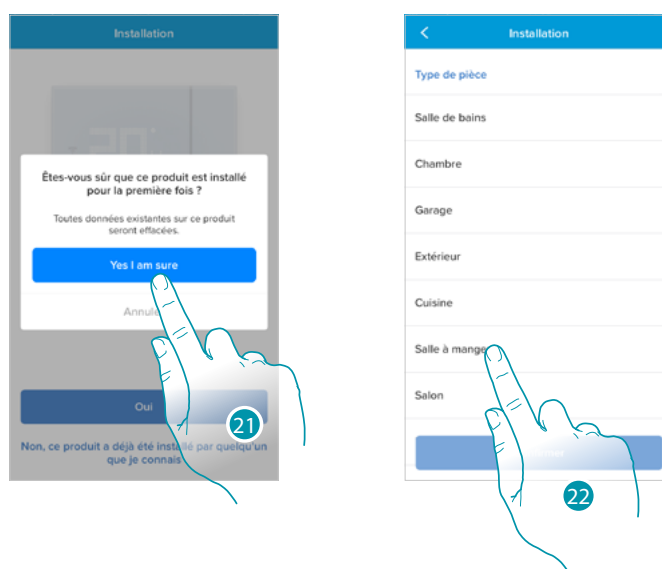 Installation
20
Êtes-vous sûr que ce produit est installé
pour la première fois ?
Toutes données existantes sur ce produit
seront effacées.
Yes I am sure
Oui
Non, ce produit a déjà été installé par quelqu'un
que je connais
21
Installation
Type de pièce
Salle de bains
Chambre
Garage
Extérieur
Cuisine
Salle à mange
Salon
22